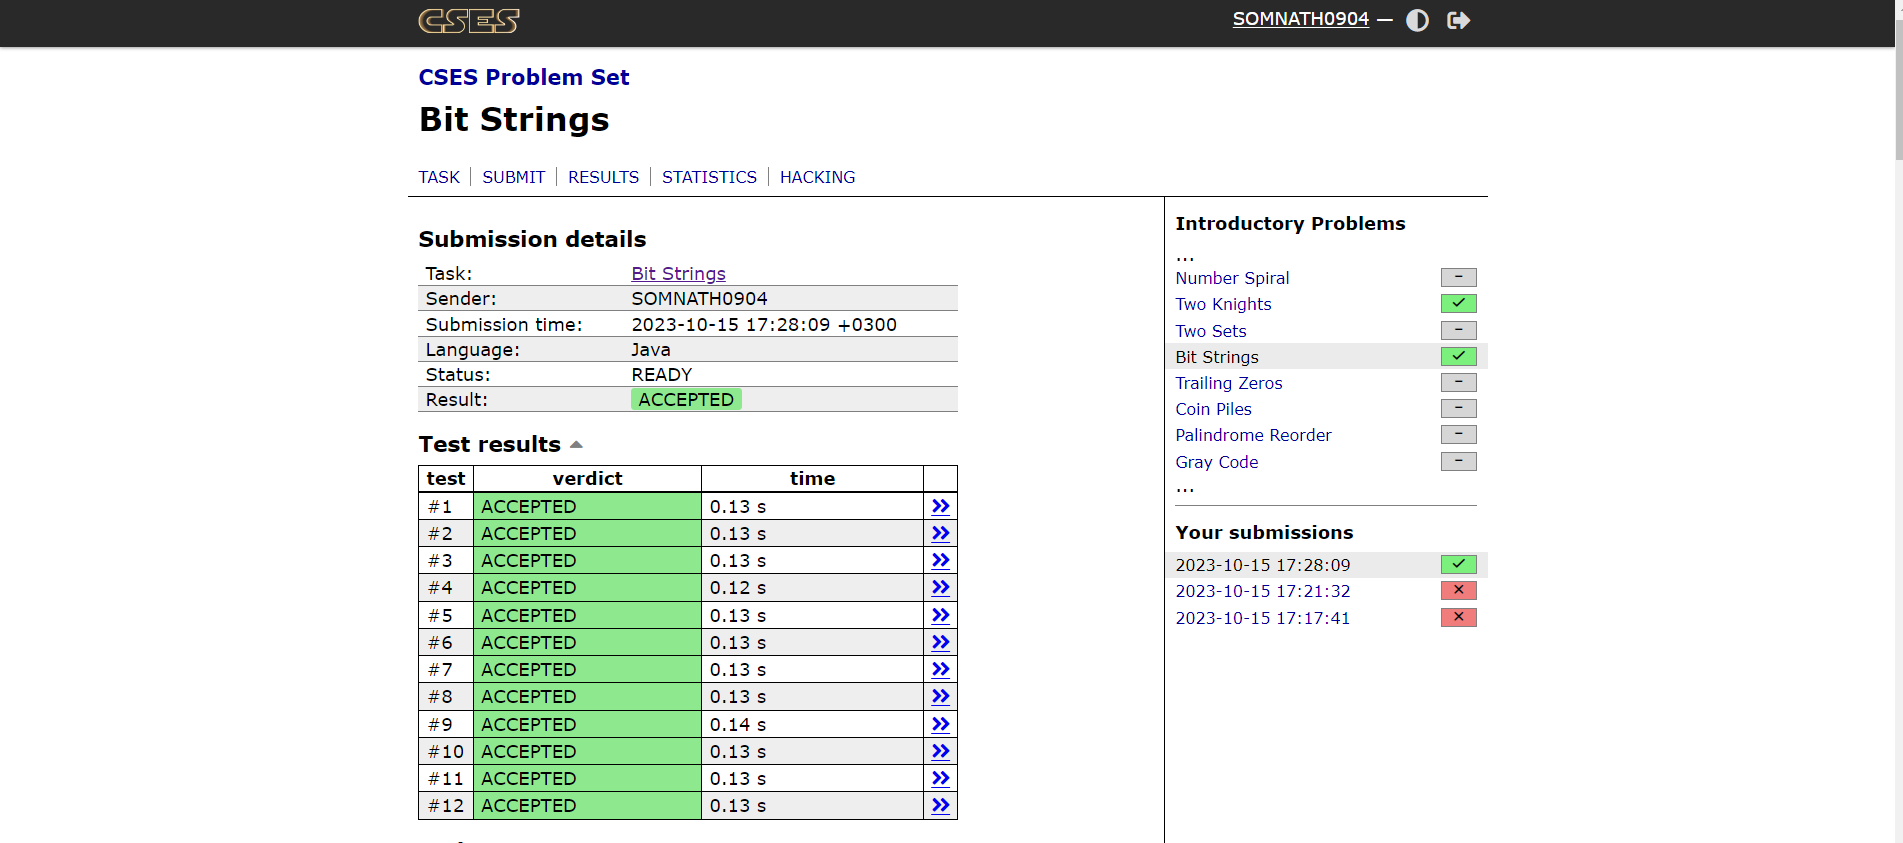 CSES
SOMNATH0904 —
CSES Problem Set
Bit Strings
TASK | SUBMIT | RESULTS | STATISTICS | HACKING
Submission details
Task: Bit Strings
Sender: SOMNATH0904
Submission time: 2023-10-15 17:28:09 +0300
Language: Java
Status: READY
Result: ACCEPTED
Test results
test verdict time
#1 ACCEPTED 0.13 s »
#2 ACCEPTED 0.13 s »
#3 ACCEPTED 0.13 s »
#4 ACCEPTED 0.12 s »
#5 ACCEPTED 0.13 s »
#6 ACCEPTED 0.13 s »
#7 ACCEPTED 0.13 s »
#8 ACCEPTED 0.13 s »
#9 ACCEPTED 0.14 s »
#10 ACCEPTED 0.13 s »
#11 ACCEPTED 0.13 s »
#12 ACCEPTED 0.13 s »
Introductory Problems
...
Number Spiral –
Two Knights ✓
Two Sets –
Bit Strings ✓
Trailing Zeros –
Coin Piles –
Palindrome Reorder –
Gray Code –
...
Your submissions
2023-10-15 17:28:09 ✓
2023-10-15 17:21:32 ×
2023-10-15 17:17:41 ×